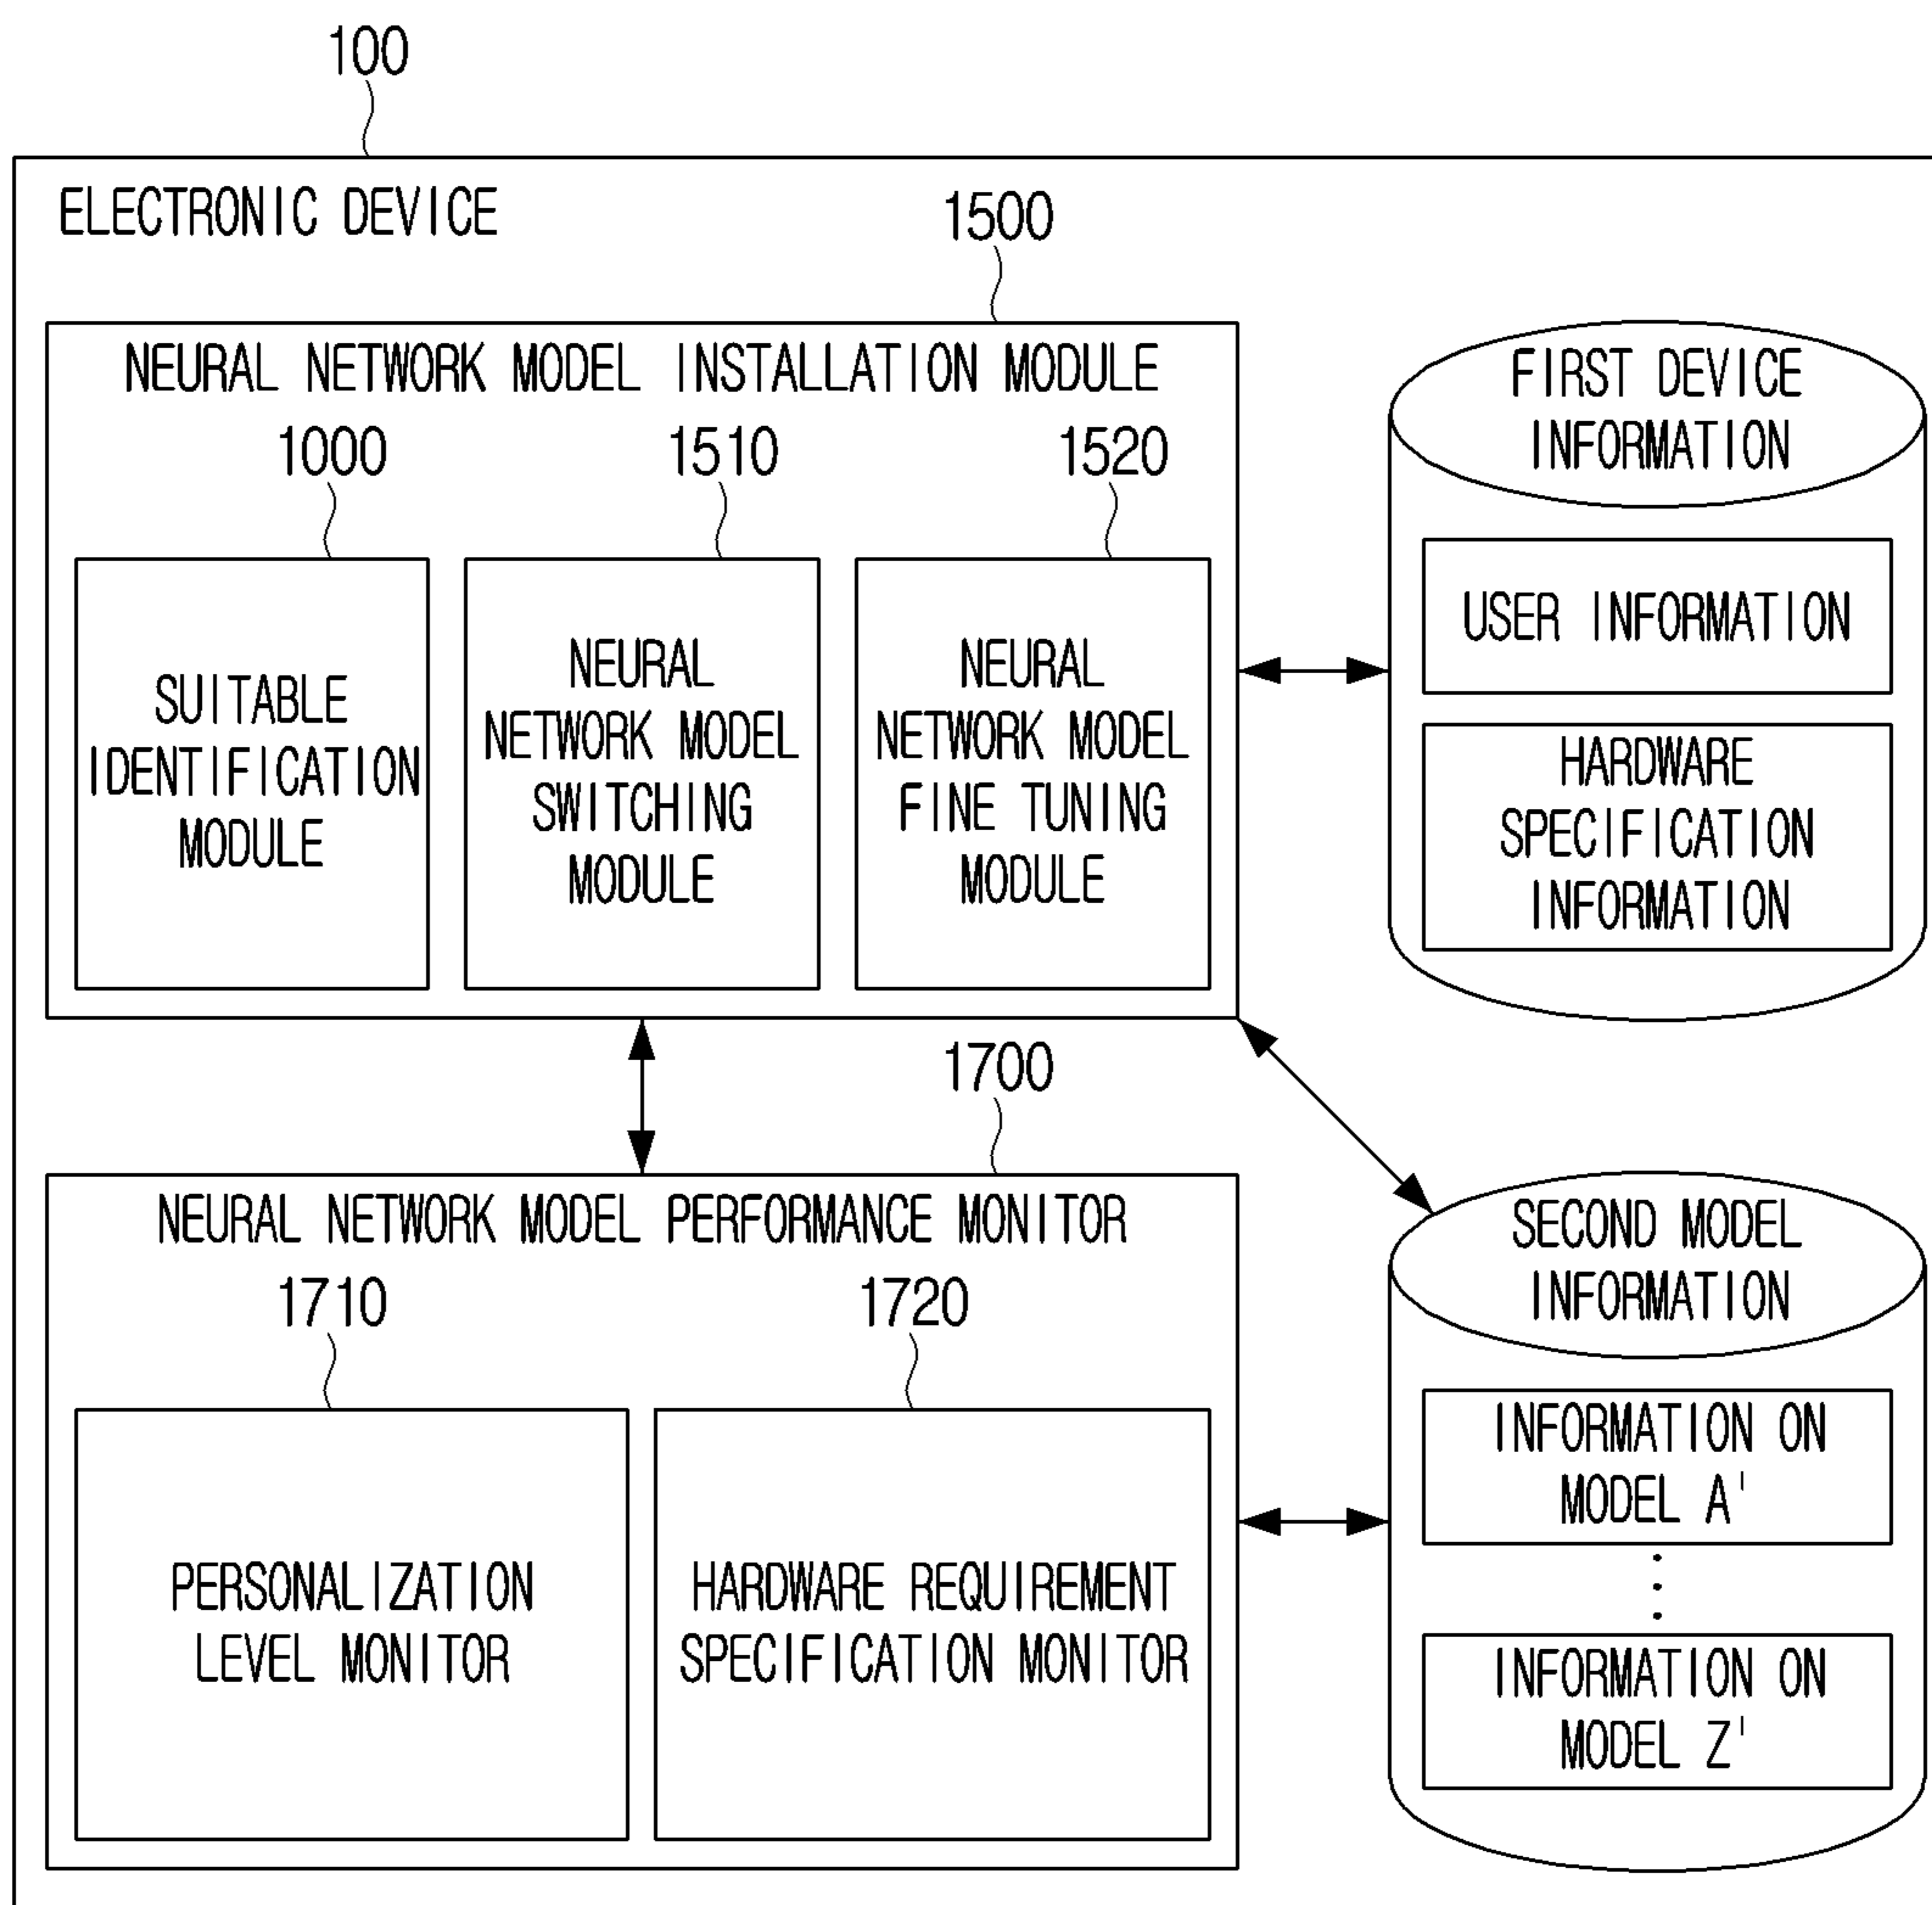 100
ELECTRONIC DEVICE
1500
NEURAL NETWORK MODEL INSTALLATION MODULE
1000
1510
1520
SUITABLE
IDENTIFICATION
MODULE
NEURAL
NETWORK MODEL
SWITCHING
MODULE
NEURAL
NETWORK MODEL
FINE TUNING
MODULE
FIRST DEVICE
INFORMATION
USER INFORMATION
HARDWARE
SPECIFICATION
INFORMATION
1700
NEURAL NETWORK MODEL PERFORMANCE MONITOR
1710
1720
PERSONALIZATION
LEVEL MONITOR
HARDWARE REQUIREMENT
SPECIFICATION MONITOR
SECOND MODEL
INFORMATION
INFORMATION ON
MODEL A'
INFORMATION ON
MODEL Z'